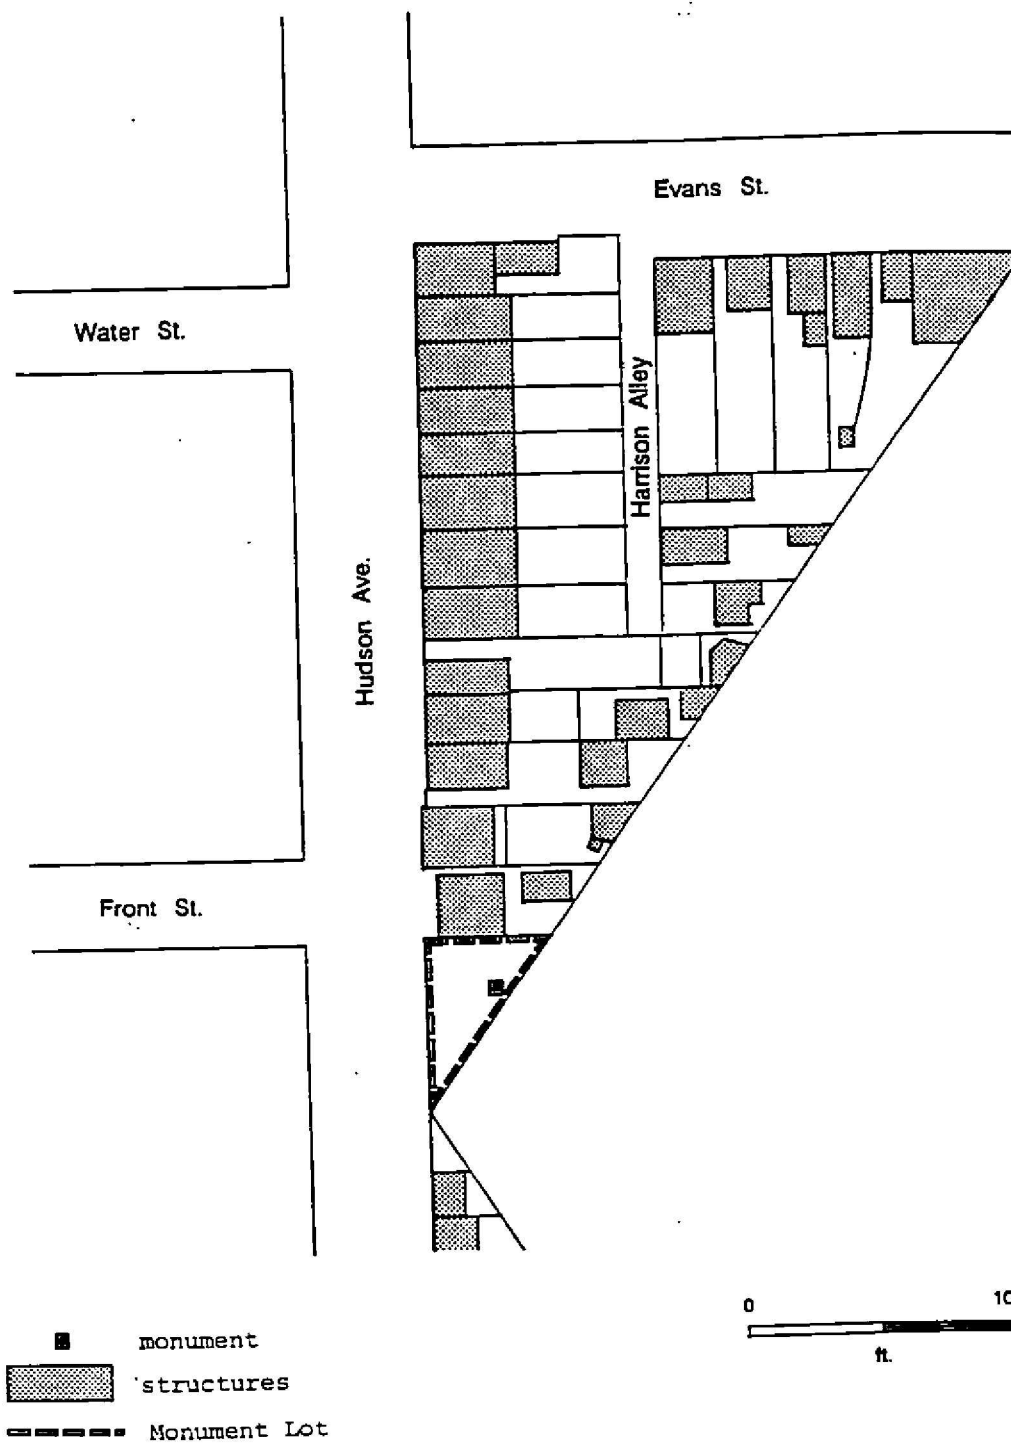 Evans St.
Water St.
Harrison Alley
Hudson Ave.
Front St.
0
ft.
monument
structures
Monument Lot